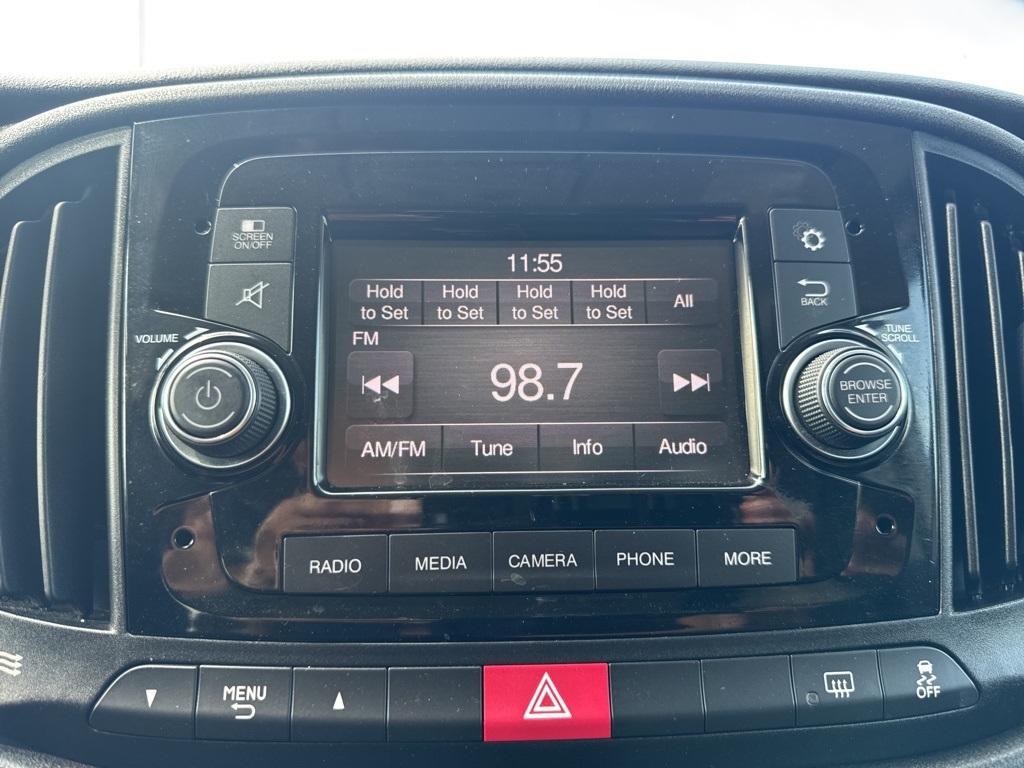 SCREEN
ON/OFF
BACK
VOLUME
TUNE
SCROLL
11:55
Hold Hold Hold Hold All
to Set to Set to Set to Set
FM
98.7
BROWSE
ENTER
AM/FM Tune Info Audio
RADIO MEDIA CAMERA PHONE MORE
MENU
OFF